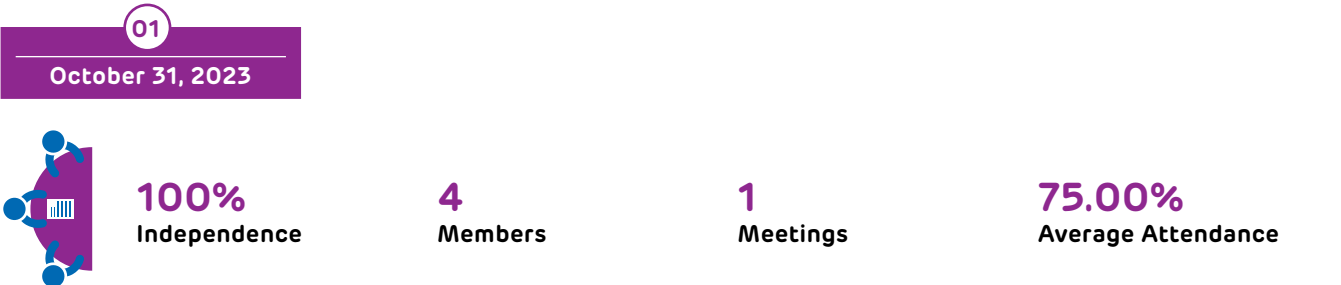 01
October 31, 2023
100%
Independence
4
Members
1
Meetings
75.00%
Average Attendance